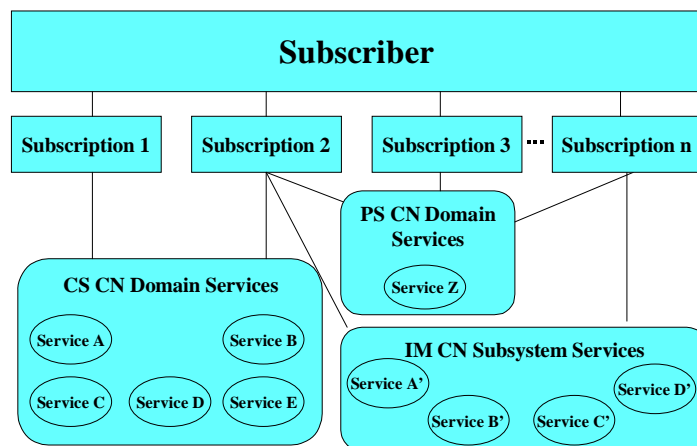 Subscriber
Subscription 1
Subscription 2
Subscription 3
...
Subscription n
PS CN Domain
Services
Service Z
CS CN Domain Services
Service A
Service B
Service C
Service D
Service E
IM CN Subsystem Services
Service A’
Service B’
Service C’
Service D’